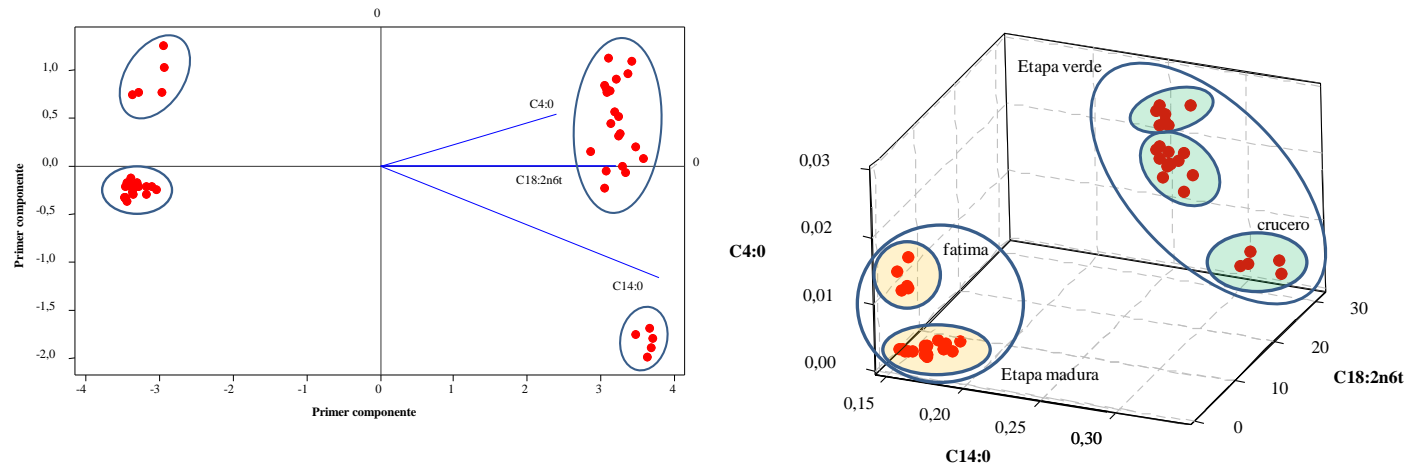 0
1,0
0,5
0,0
-0,5
-1,0
-1,5
-2,0
Primer componente
C4:0
C18:2n6t
C14:0
0
-4
-3
-2
-1
0
1
2
3
4
Primer componente
Etapa verde
crucero
fatima
Etapa madura
0,03
0,02
0,01
0,00
C4:0
0,15
0,20
0,25
0,30
C14:0
0
10
20
30
C18:2n6t